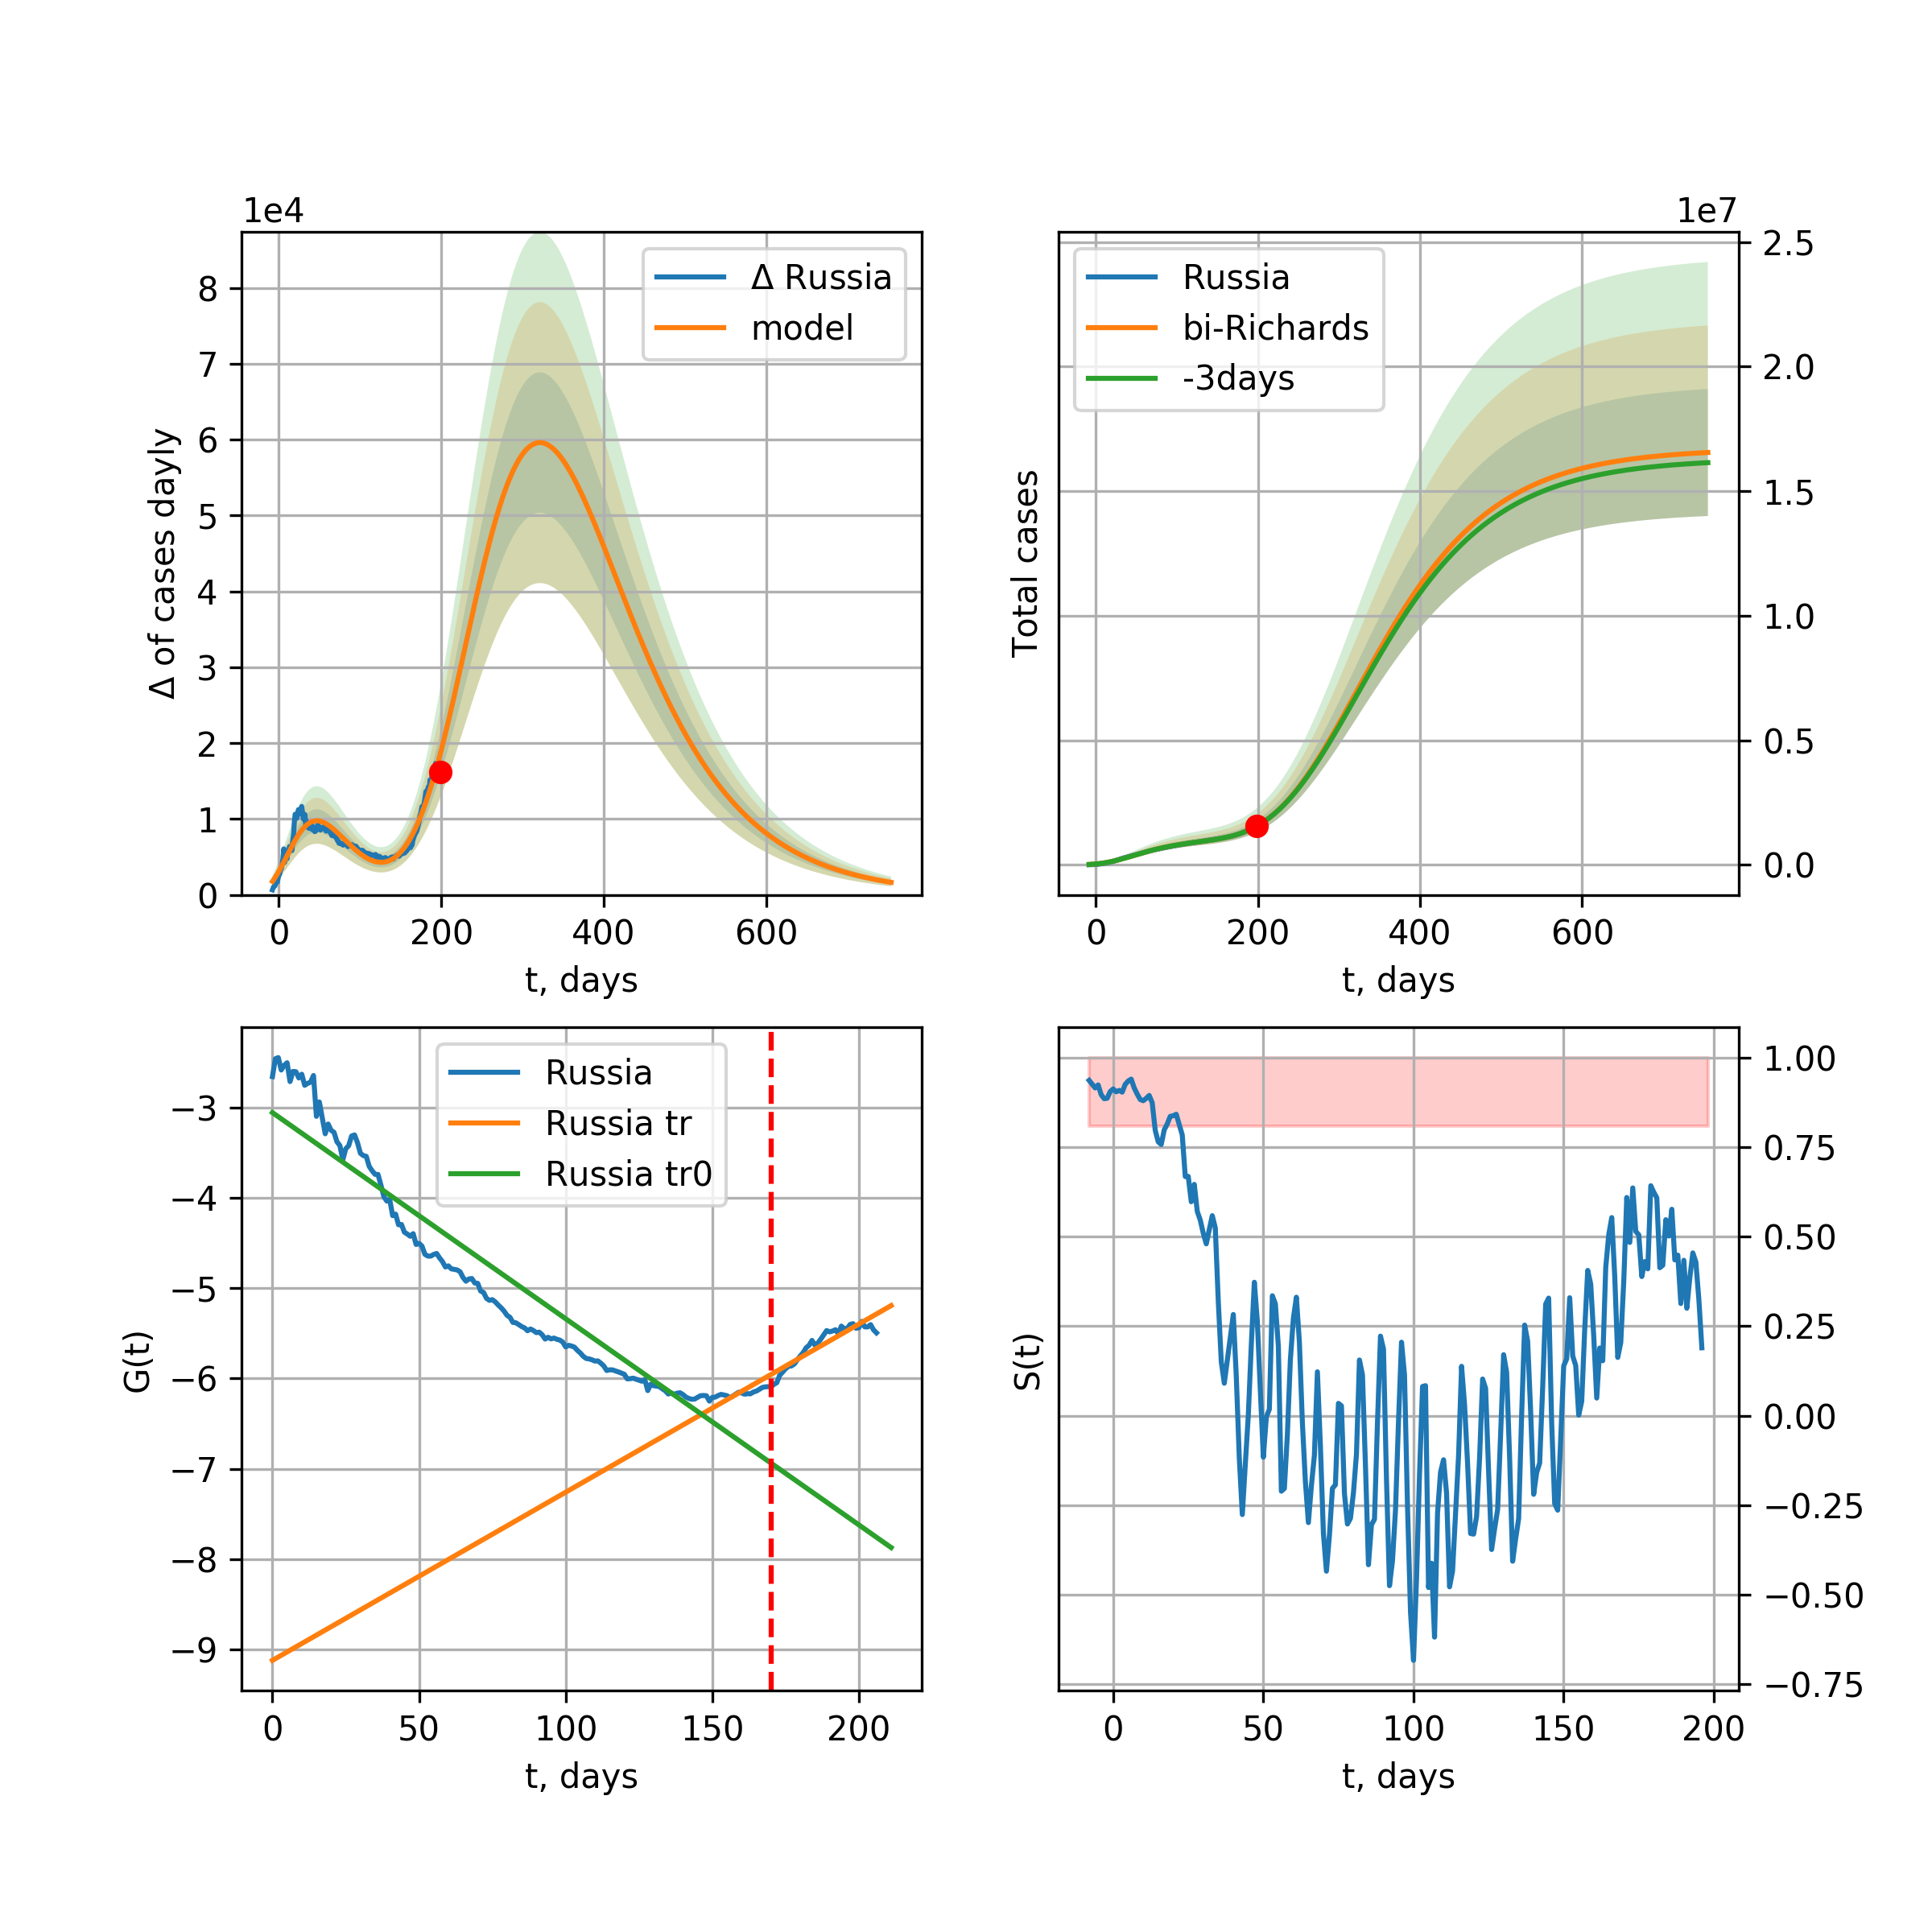 1e4
Δ of cases dayly
8
7
6
5
4
3
2
1
0
0 200 400 600
t, days
Δ Russia
model
1e7
Total cases
2.5
2.0
1.5
1.0
0.5
0.0
0 200 400 600
t, days
Russia
bi-Richards
-3days
G(t)
−3
−4
−5
−6
−7
−8
−9
0 50 100 150 200
t, days
Russia
Russia tr
Russia tr0
S(t)
1.00
0.75
0.50
0.25
0.00
−0.25
−0.50
−0.75
0 50 100 150 200
t, days